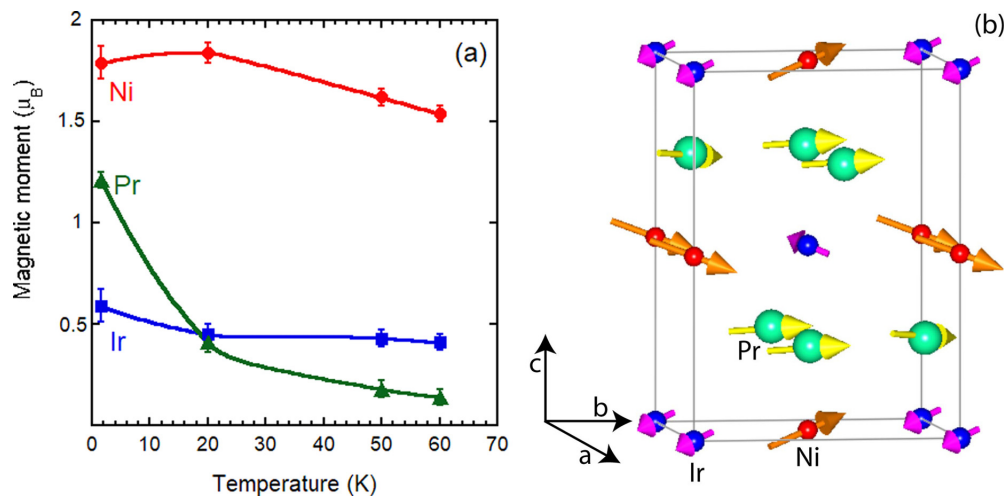 2
(a)
Ni
1.5
Pr
1
Magnetic moment (μB)
0.5
Ir
0 10 20 30 40 50 60 70
Temperature (K)
(b)
Pr
c
b
a
Ir
Ni